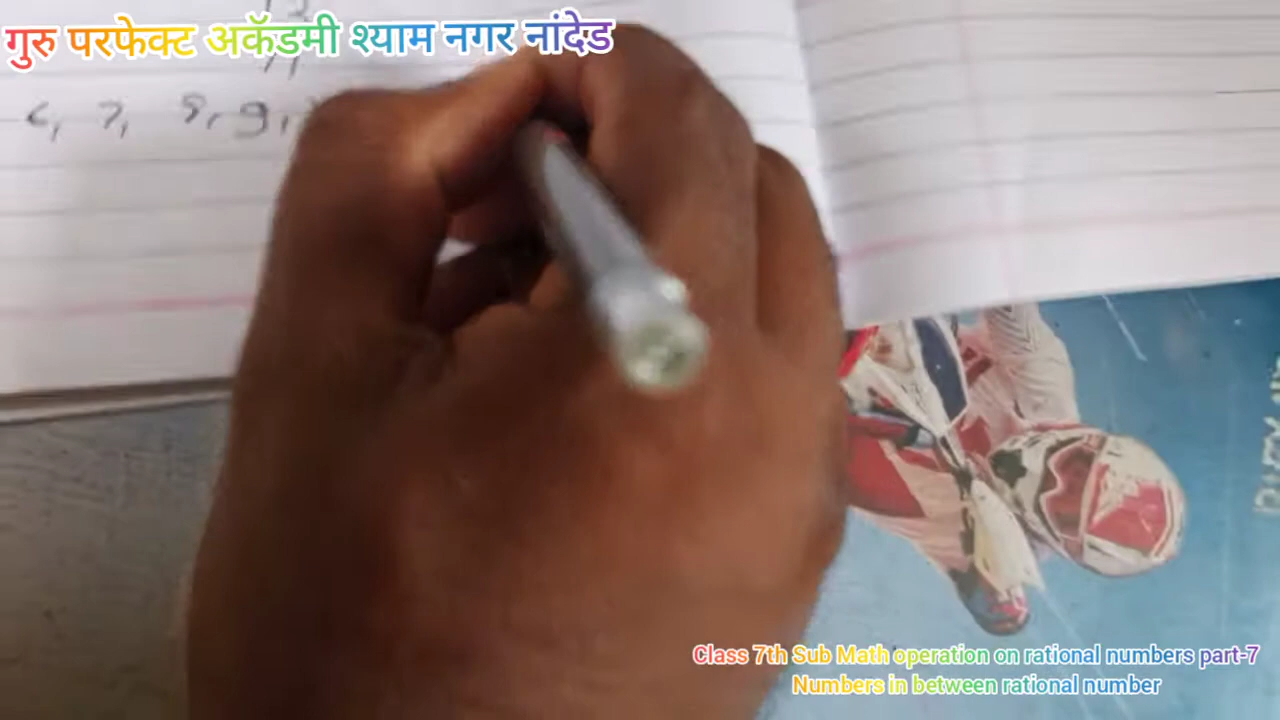 गुरु परफेक्ट अकॅडमी श्याम नगर नांदेड
6, 7, 8, 9,
Class 7th Sub Math operation on rational numbers part-7
Numbers in between rational number